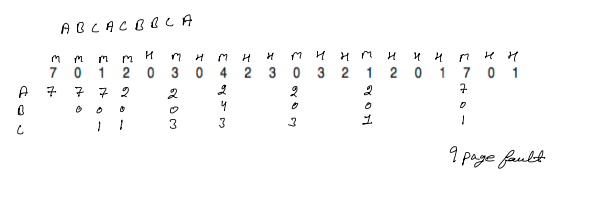 A B C A C B B C A
M M M M H M H M H H M H H M H H H M H H
7 0 1 2 0 3 0 4 2 3 0 3 2 1 2 0 1 7 0 1
A 7 7 7 2 2 2 2 2 7
B 0 0 0 0 4 0 0 0
C 1 1 3 3 3 1 1
9 page fault